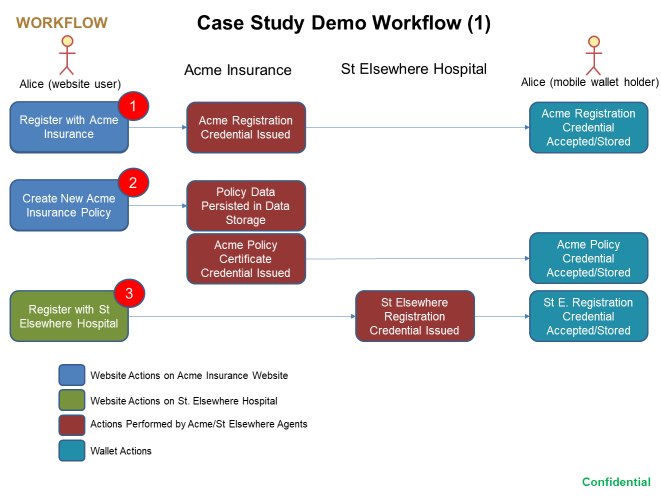 WORKFLOW
Case Study Demo Workflow (1)
Alice (website user)
Acme Insurance
St Elsewhere Hospital
Alice (mobile wallet holder)
1
Register with Acme
Insurance
Acme Registration
Credential Issued
Acme Registration
Credential
Accepted/Stored
2
Create New Acme
Insurance Policy
Policy Data
Persisted in Data
Storage
Acme Policy
Certificate
Credential Issued
Acme Policy
Credential
Accepted/Stored
3
Register with St
Elsewhere Hospital
St Elsewhere
Registration
Credential Issued
St E. Registration
Credential
Accepted/Stored
Website Actions on Acme Insurance Website
Website Actions on St. Elsewhere Hospital
Actions Performed by Acme/St Elsewhere Agents
Wallet Actions
Confidential